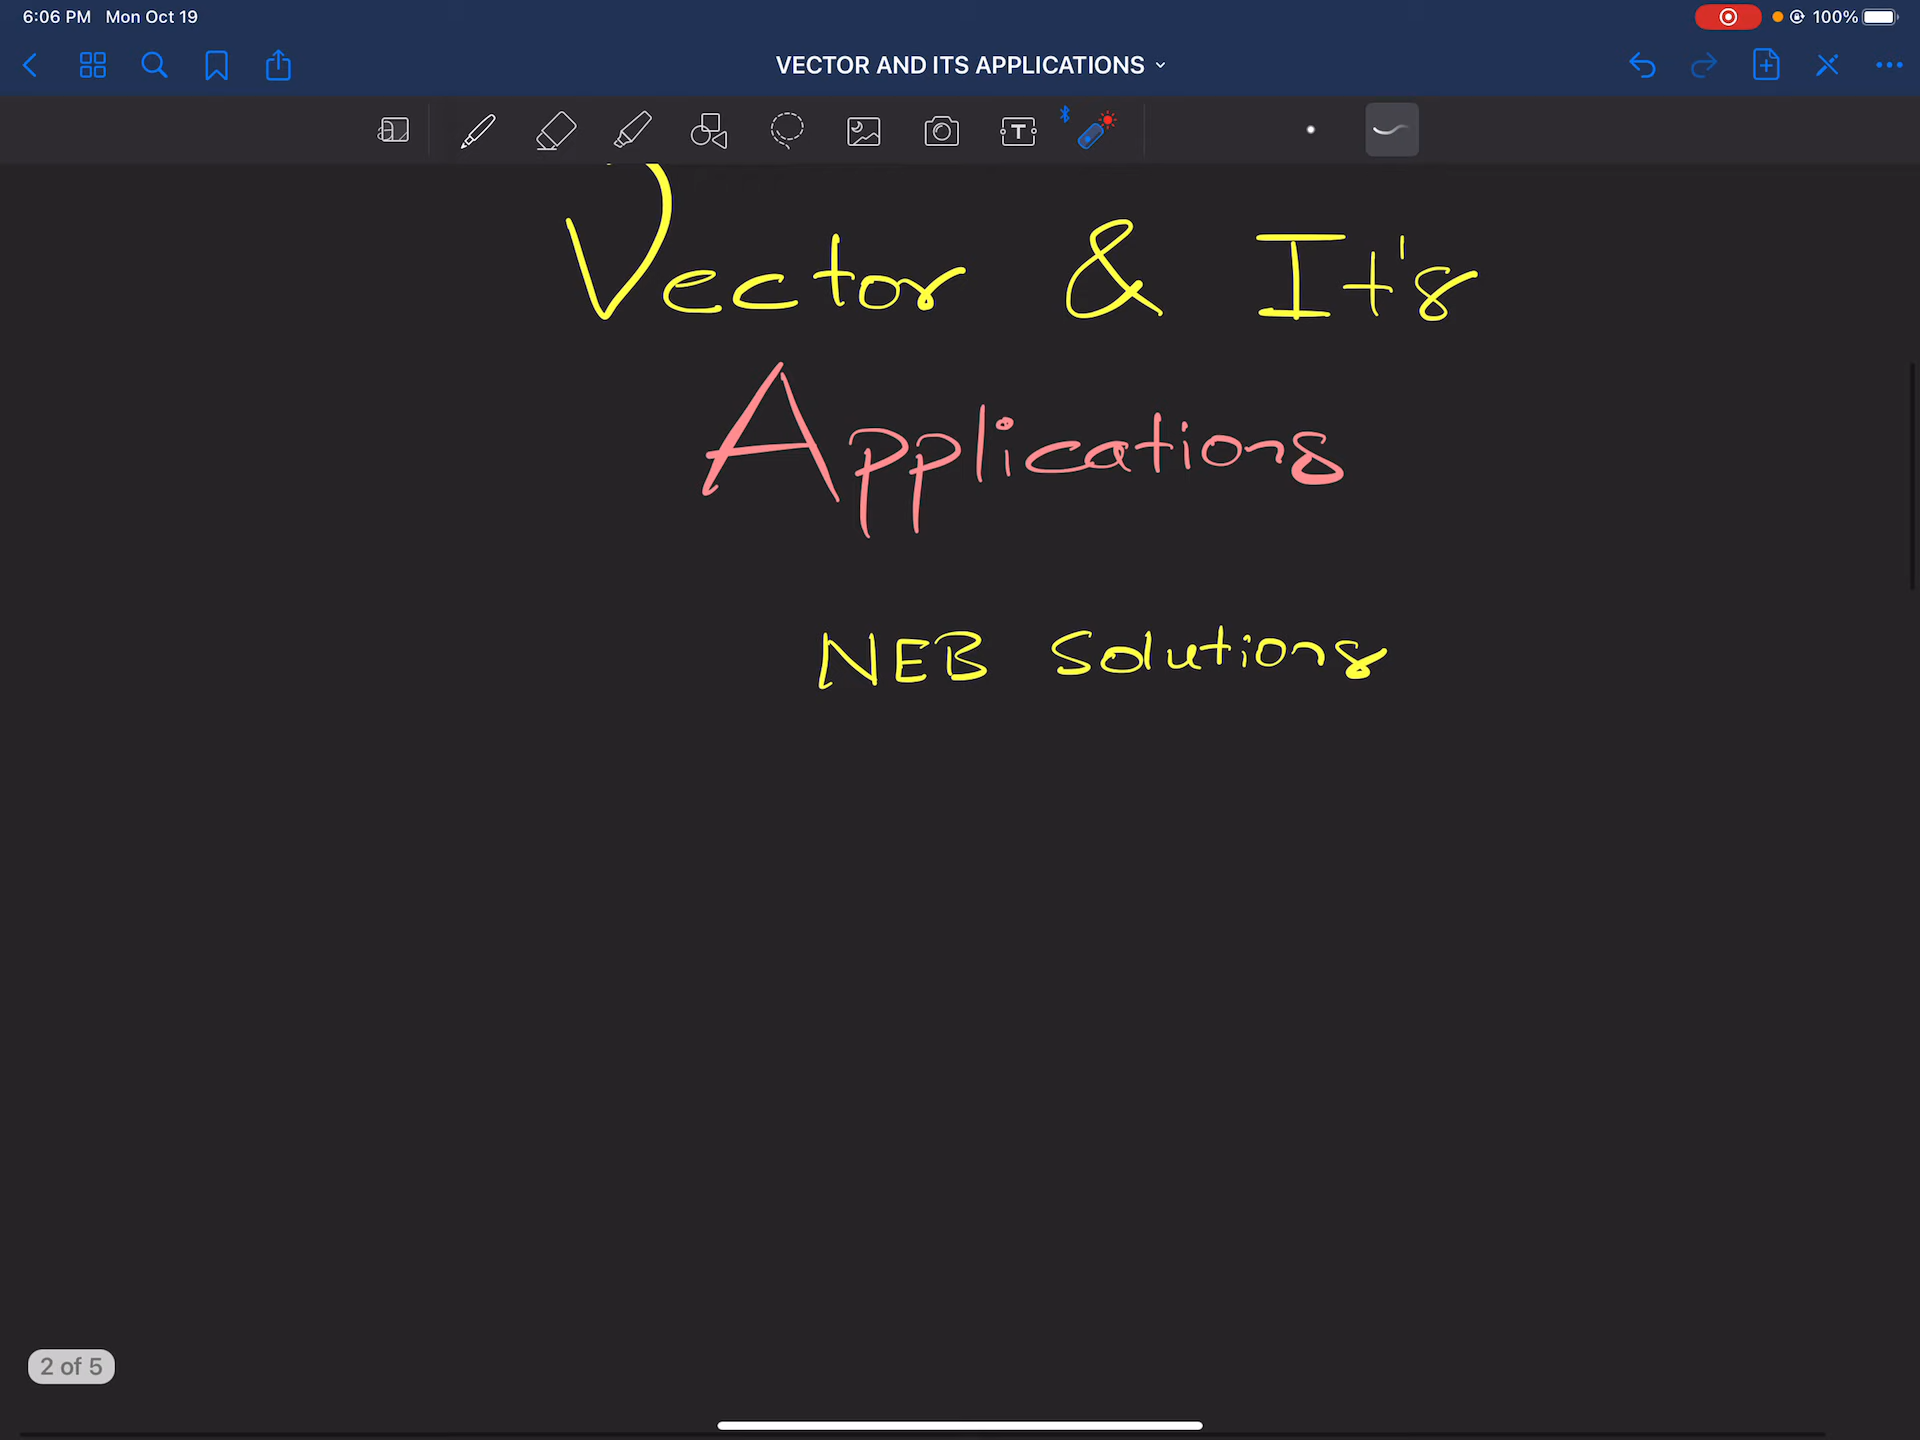 6:06 PM Mon Oct 19
100%
VECTOR AND ITS APPLICATIONS
T
Vector & It's
Applications
NEB Solutions
2 of 5